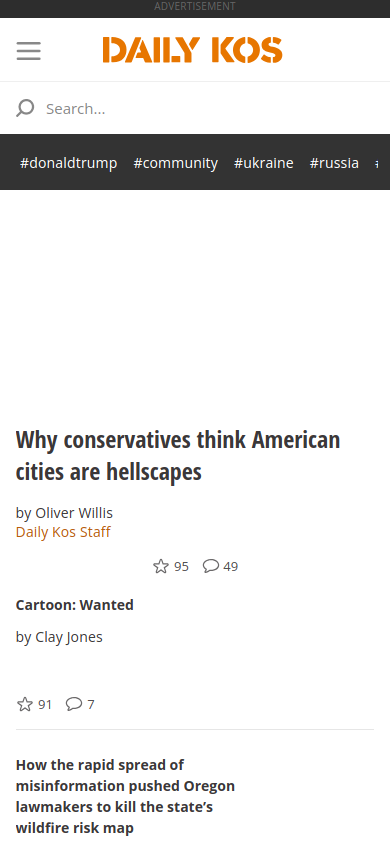 ADVERTISEMENT
DAILY KOS
Search...
#donaldtrump #community #ukraine #russia
Why conservatives think American
cities are hellscapes
by Oliver Willis
Daily Kos Staff
95 49
Cartoon: Wanted
by Clay Jones
91 7
How the rapid spread of
misinformation pushed Oregon
lawmakers to kill the state’s
wildfire risk map